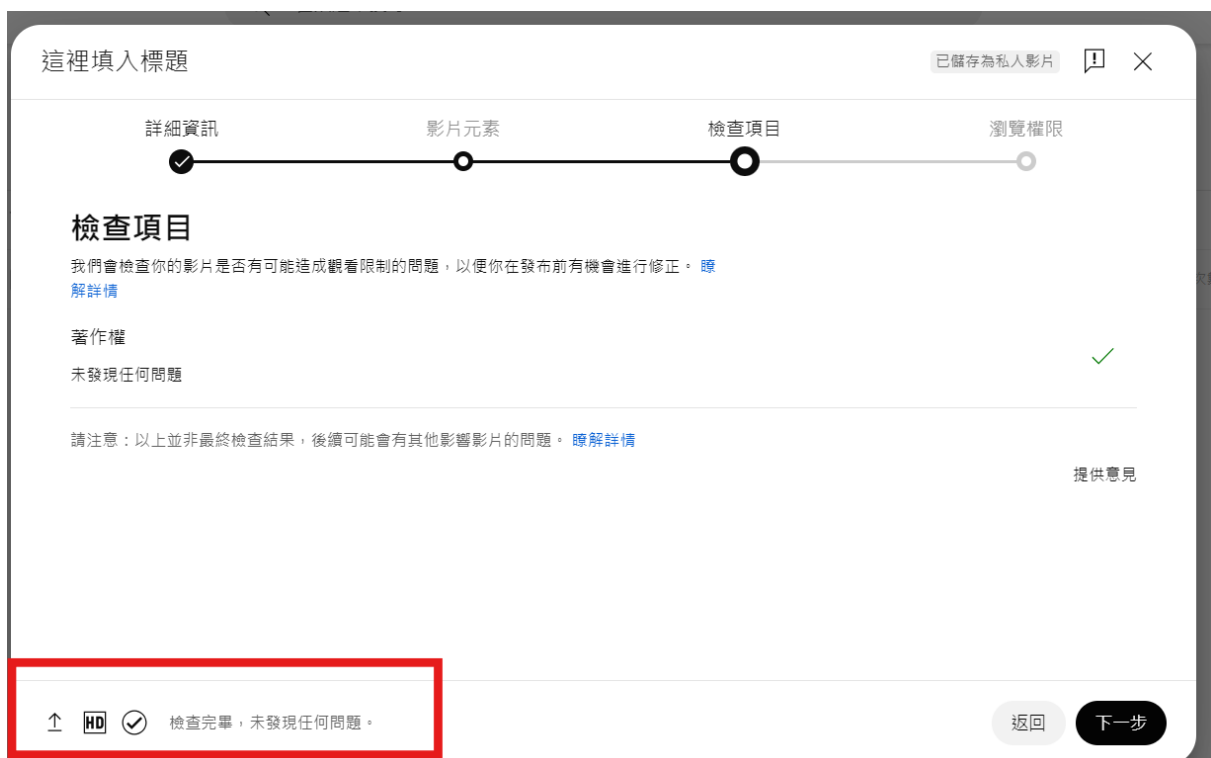 這裡填入標題
已儲存為私人影片
詳細資訊
影片元素
檢查項目
瀏覽權限
檢查項目
我們會檢查你的影片是否有可能造成觀看限制的問題，以便你在發布前有機會進行修正。 瞭
解詳情
著作權
未發現任何問題
請注意：以上並非最終檢查結果，後續可能會有其他影響影片的問題。 瞭解詳情
提供意見
HD
檢查完畢，未發現任何問題。
返回
下一步